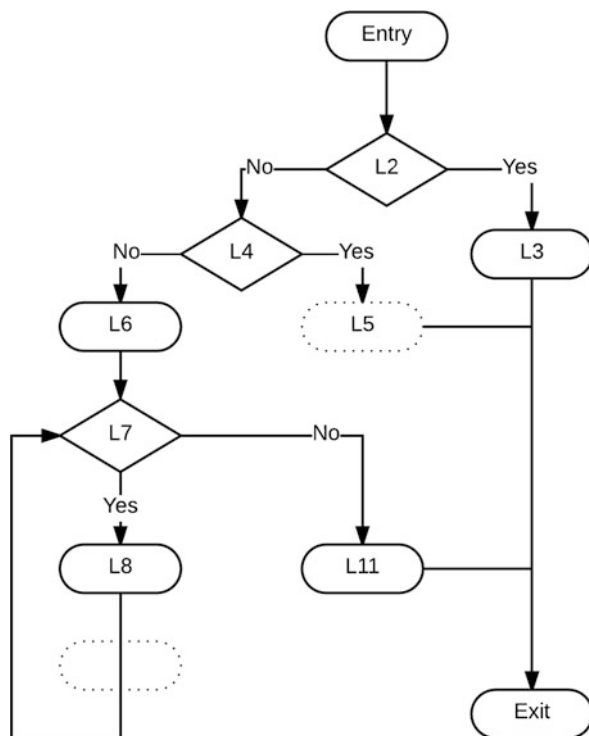 Entry
L2
No
Yes
L4
L3
No
Yes
L6
L5
L7
No
Yes
L8
L11
Exit